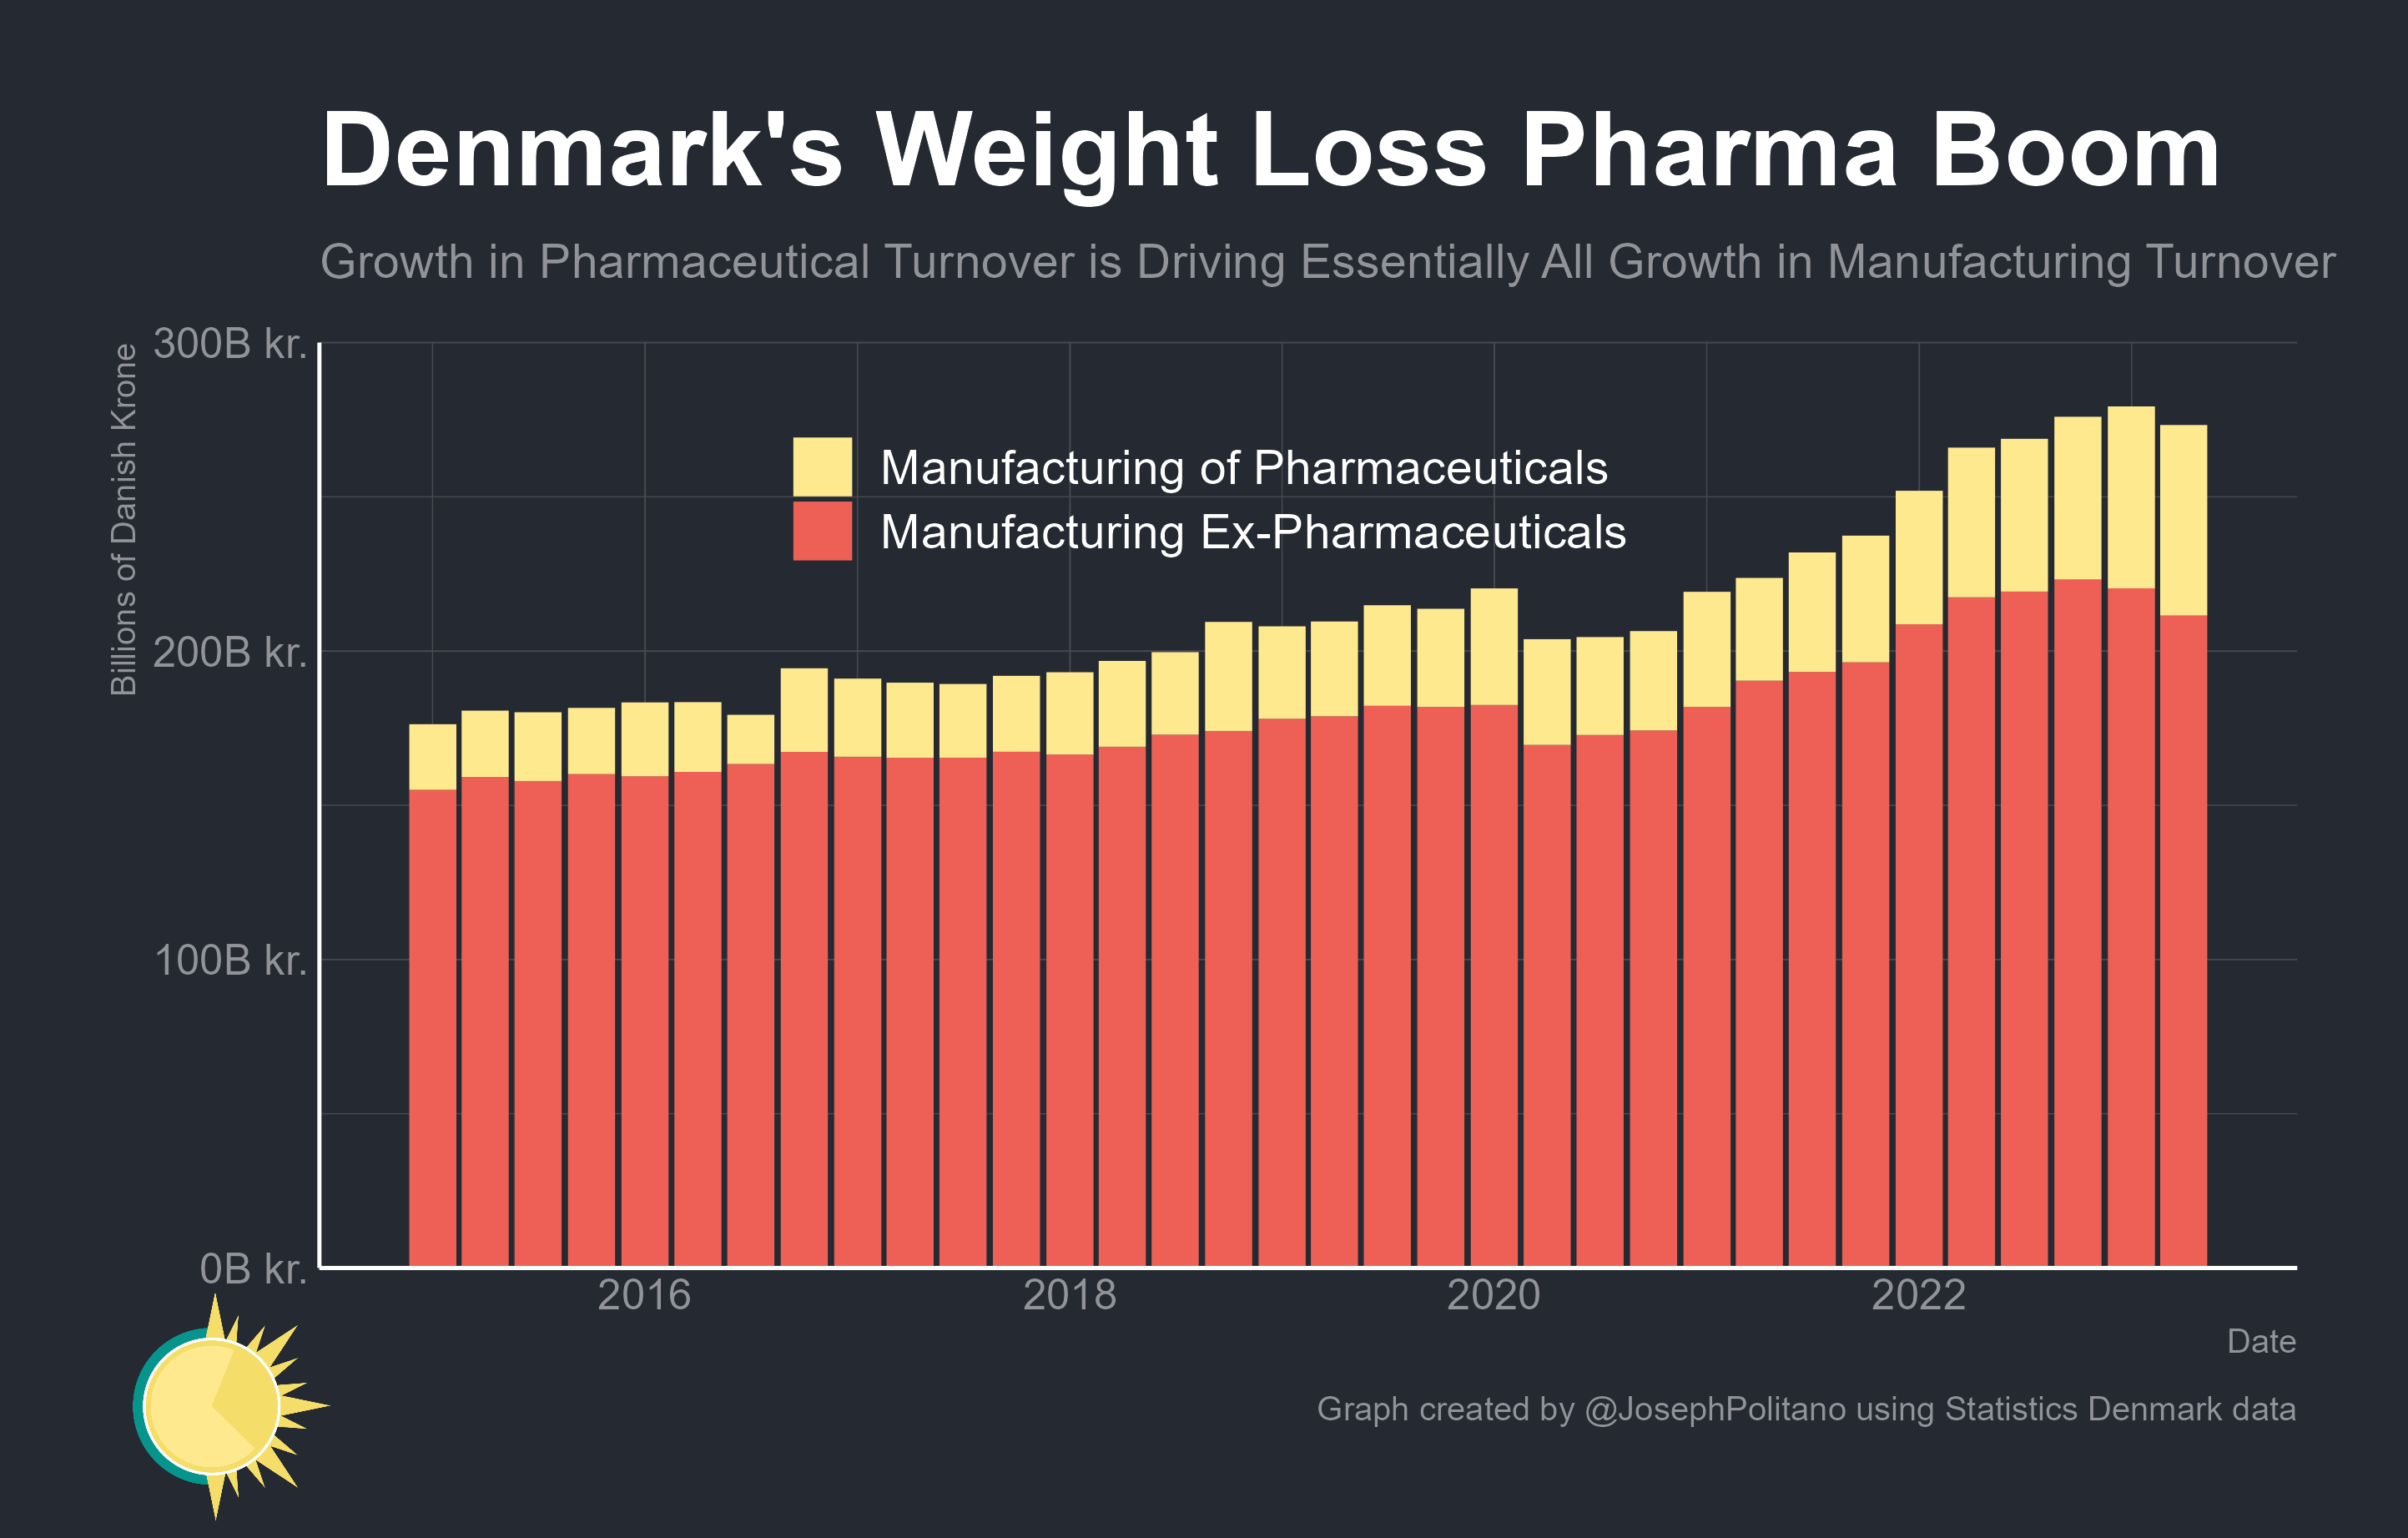 Denmark's Weight Loss Pharma Boom
Growth in Pharmaceutical Turnover is Driving Essentially All Growth in Manufacturing Turnover
Billions of Danish Krone
300B kr.
200B kr.
100B kr.
0B kr.
Manufacturing of Pharmaceuticals
Manufacturing Ex-Pharmaceuticals
2016
2018
2020
2022
Date
Graph created by @JosephPolitano using Statistics Denmark data